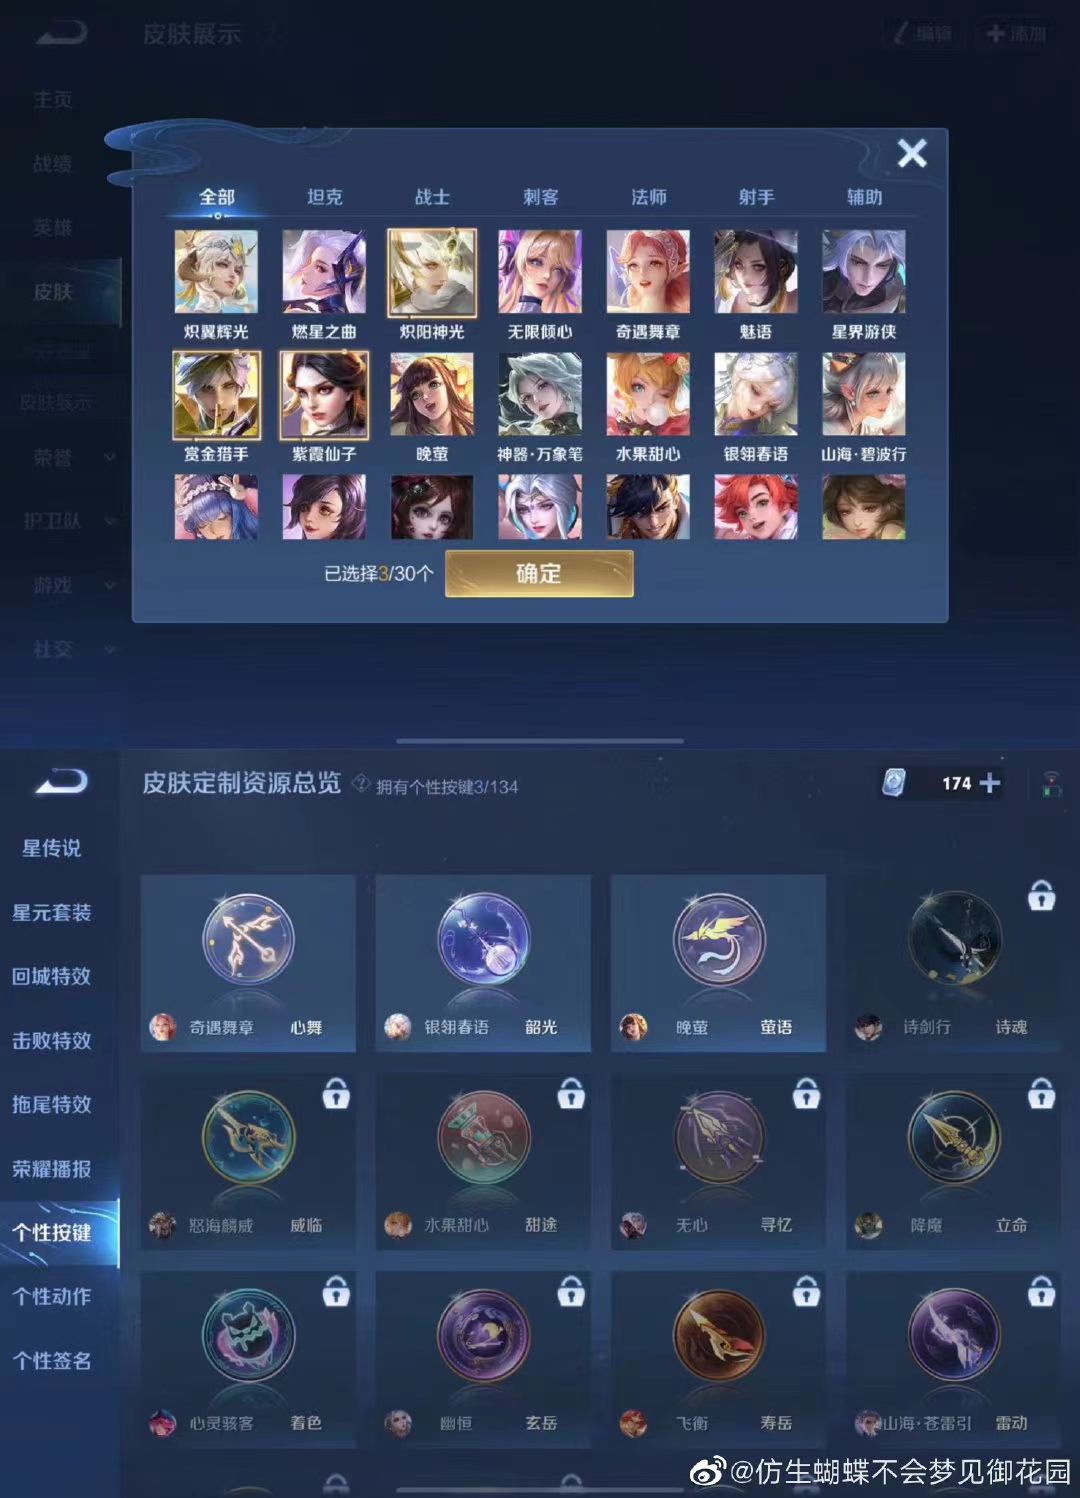 皮肤展示
编辑
添加
主页
战绩
英雄
皮肤
皮肤展示
荣誉
护卫队
游戏
社交
全部 坦克 战士 刺客 法师 射手 辅助
炽翼辉光 燃星之曲 炽阳神光 无限倾心 奇遇舞章 魅语 星界游侠
赏金猎手 紫霞仙子 晚萤 神器·万象笔 水果甜心 银翎春语 山海·碧波行
已选择3/30个 确定
皮肤定制资源总览 ? 拥有个性按键3/134
174
星传说
星元套装
回城特效
击败特效
拖尾特效
荣耀播报
个性按键
个性动作
个性签名
奇遇舞章 心舞 银翎春语 韶光 晚萤 萤语 诗剑行 诗魂
怒海麟威 威临 水果甜心 甜途 无心 寻忆 降魔 立命
心灵骇客 着色 幽恒 玄岳 飞衡 寿岳 山海·苍雷引 雷动
@仿生蝴蝶不会梦见御花园